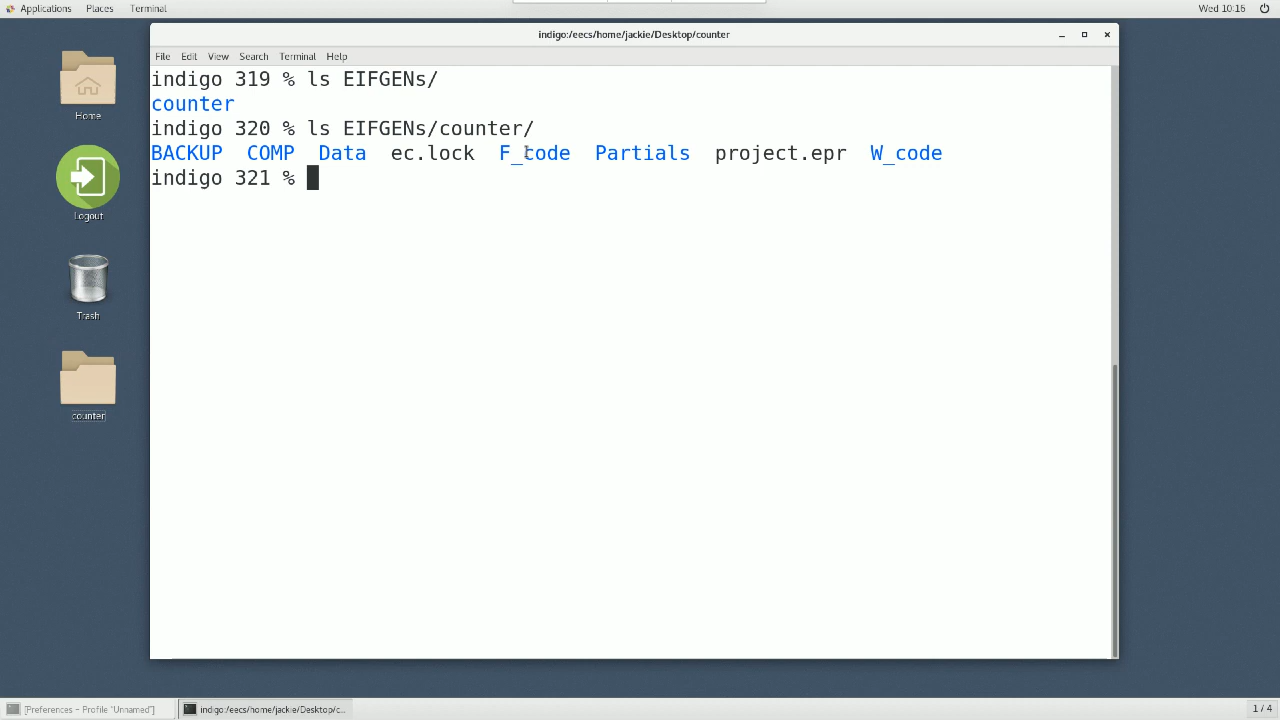 Applications Places Terminal Wed 10:16
indigo:/eecs/home/jackie/Desktop/counter
File Edit View Search Terminal Help
indigo 319 % ls EIFGENs/
counter
indigo 320 % ls EIFGENs/counter/
BACKUP COMP Data ec.lock F_code Partials project.epr W_code
indigo 321 %
Home
Logout
Trash
counter
[Preferences – Profile “Unnamed”] indigo:/eecs/home/jackie/Desktop/c... 1 / 4